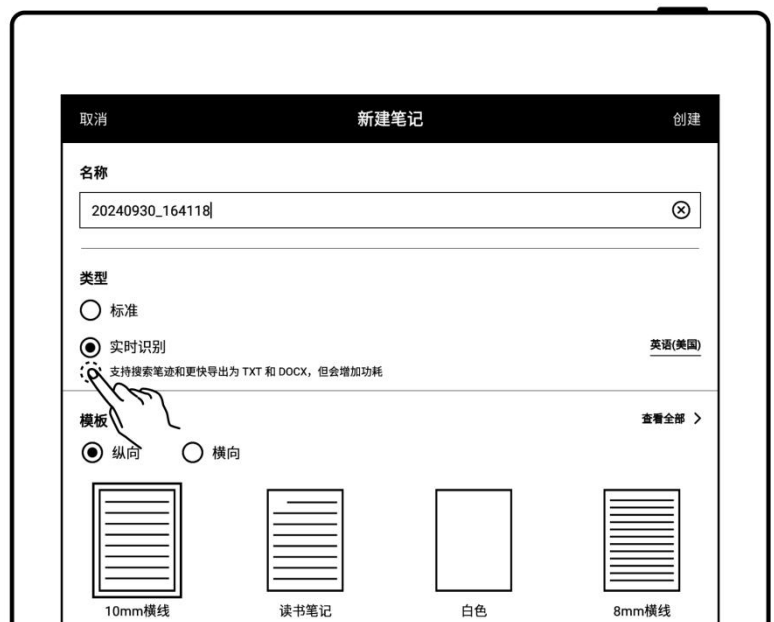 取消 新建笔记 创建
名称
20240930_164118
类型
标准
实时识别 英语(美国)
支持搜索笔迹和更快导出为 TXT 和 DOCX，但会增加功耗
模板 查看全部
纵向 横向
10mm横线 读书笔记 白色 8mm横线